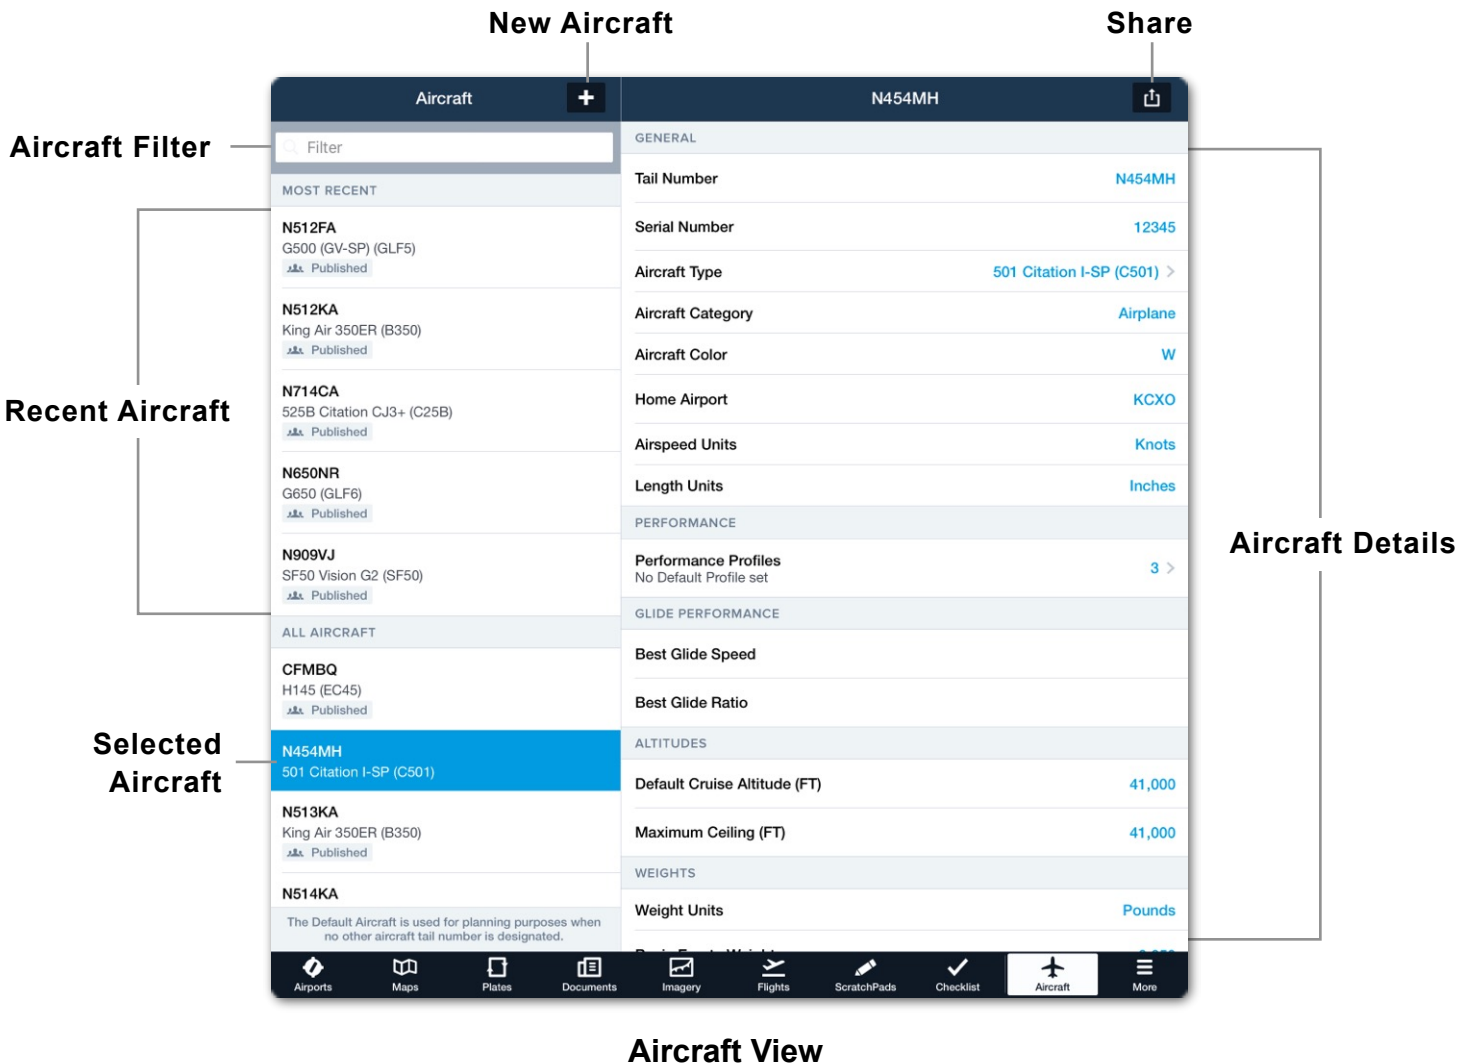 New Aircraft
Share
Aircraft
N454MH
Aircraft Filter
Filter
MOST RECENT
N512FA
G500 (GV-SP) (GLF5)
Published
N512KA
King Air 350ER (B350)
Published
Recent Aircraft
N714CA
525B Citation CJ3+ (C25B)
Published
N650NR
G650 (GLF6)
Published
N909VJ
SF50 Vision G2 (SF50)
Published
ALL AIRCRAFT
CFMBQ
H145 (EC45)
Published
Selected
Aircraft
N454MH
501 Citation I-SP (C501)
N513KA
King Air 350ER (B350)
Published
N514KA
The Default Aircraft is used for planning purposes when
no other aircraft tail number is designated.
GENERAL
Tail Number N454MH
Serial Number 12345
Aircraft Type 501 Citation I-SP (C501)
Aircraft Category Airplane
Aircraft Color W
Home Airport KCXO
Airspeed Units Knots
Length Units Inches
PERFORMANCE
Performance Profiles 3
No Default Profile set
GLIDE PERFORMANCE
Best Glide Speed
Best Glide Ratio
ALTITUDES
Default Cruise Altitude (FT) 41,000
Maximum Ceiling (FT) 41,000
WEIGHTS
Weight Units Pounds
Aircraft Details
Airports Maps Plates Documents Imagery Flights ScratchPads Checklist Aircraft More
Aircraft View